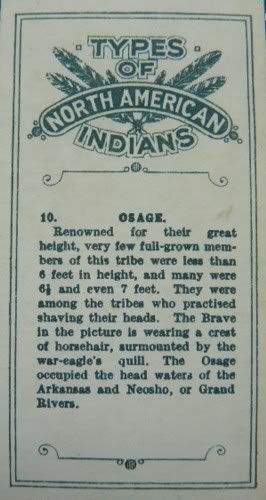 TYPES
OF
NORTH AMERICAN
INDIANS
10. OSAGE.
Renowned for their great
height, very few full-grown mem-
bers of this tribe were less than
6 feet in height, and many were
6½ and even 7 feet. They were
among the tribes who practised
shaving their heads. The Brave
in the picture is wearing a crest
of horsehair, surmounted by the
war-eagle's quill. The Osage
occupied the head waters of the
Arkansas and Neosho, or Grand
Rivers.